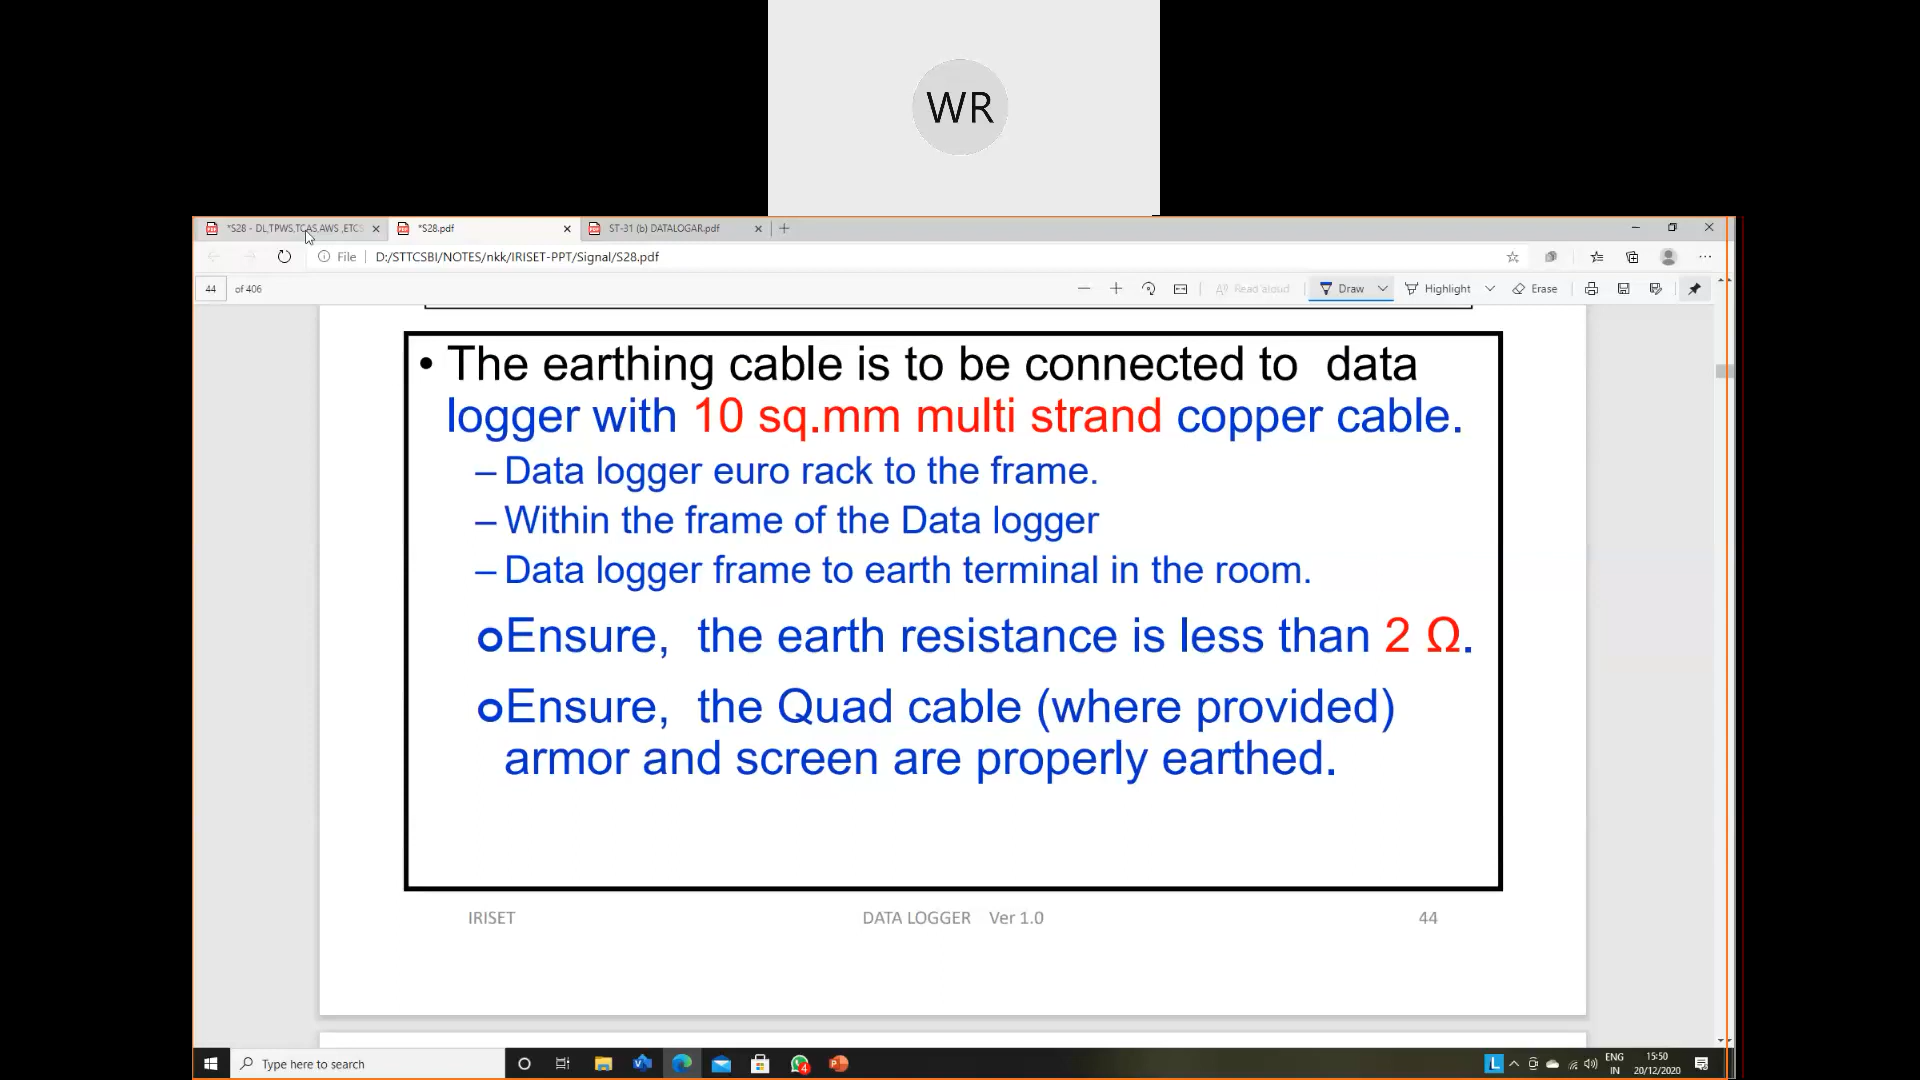 WR
*S28 - DL,TPWS,TCAS,AWS ,ETCS
*S28.pdf
ST-31 (b) DATALOGAR.pdf
File
D:/STTCSBI/NOTES/nkk/IRISET-PPT/Signal/S28.pdf
44 of 406
Read aloud
Draw
Highlight
Erase
• The earthing cable is to be connected to data
logger with 10 sq.mm multi strand copper cable.
– Data logger euro rack to the frame.
– Within the frame of the Data logger
– Data logger frame to earth terminal in the room.
Ensure, the earth resistance is less than 2 Ω.
Ensure, the Quad cable (where provided)
armor and screen are properly earthed.
IRISET DATA LOGGER Ver 1.0 44
Type here to search
4
L
ENG
IN
15:50
20/12/2020